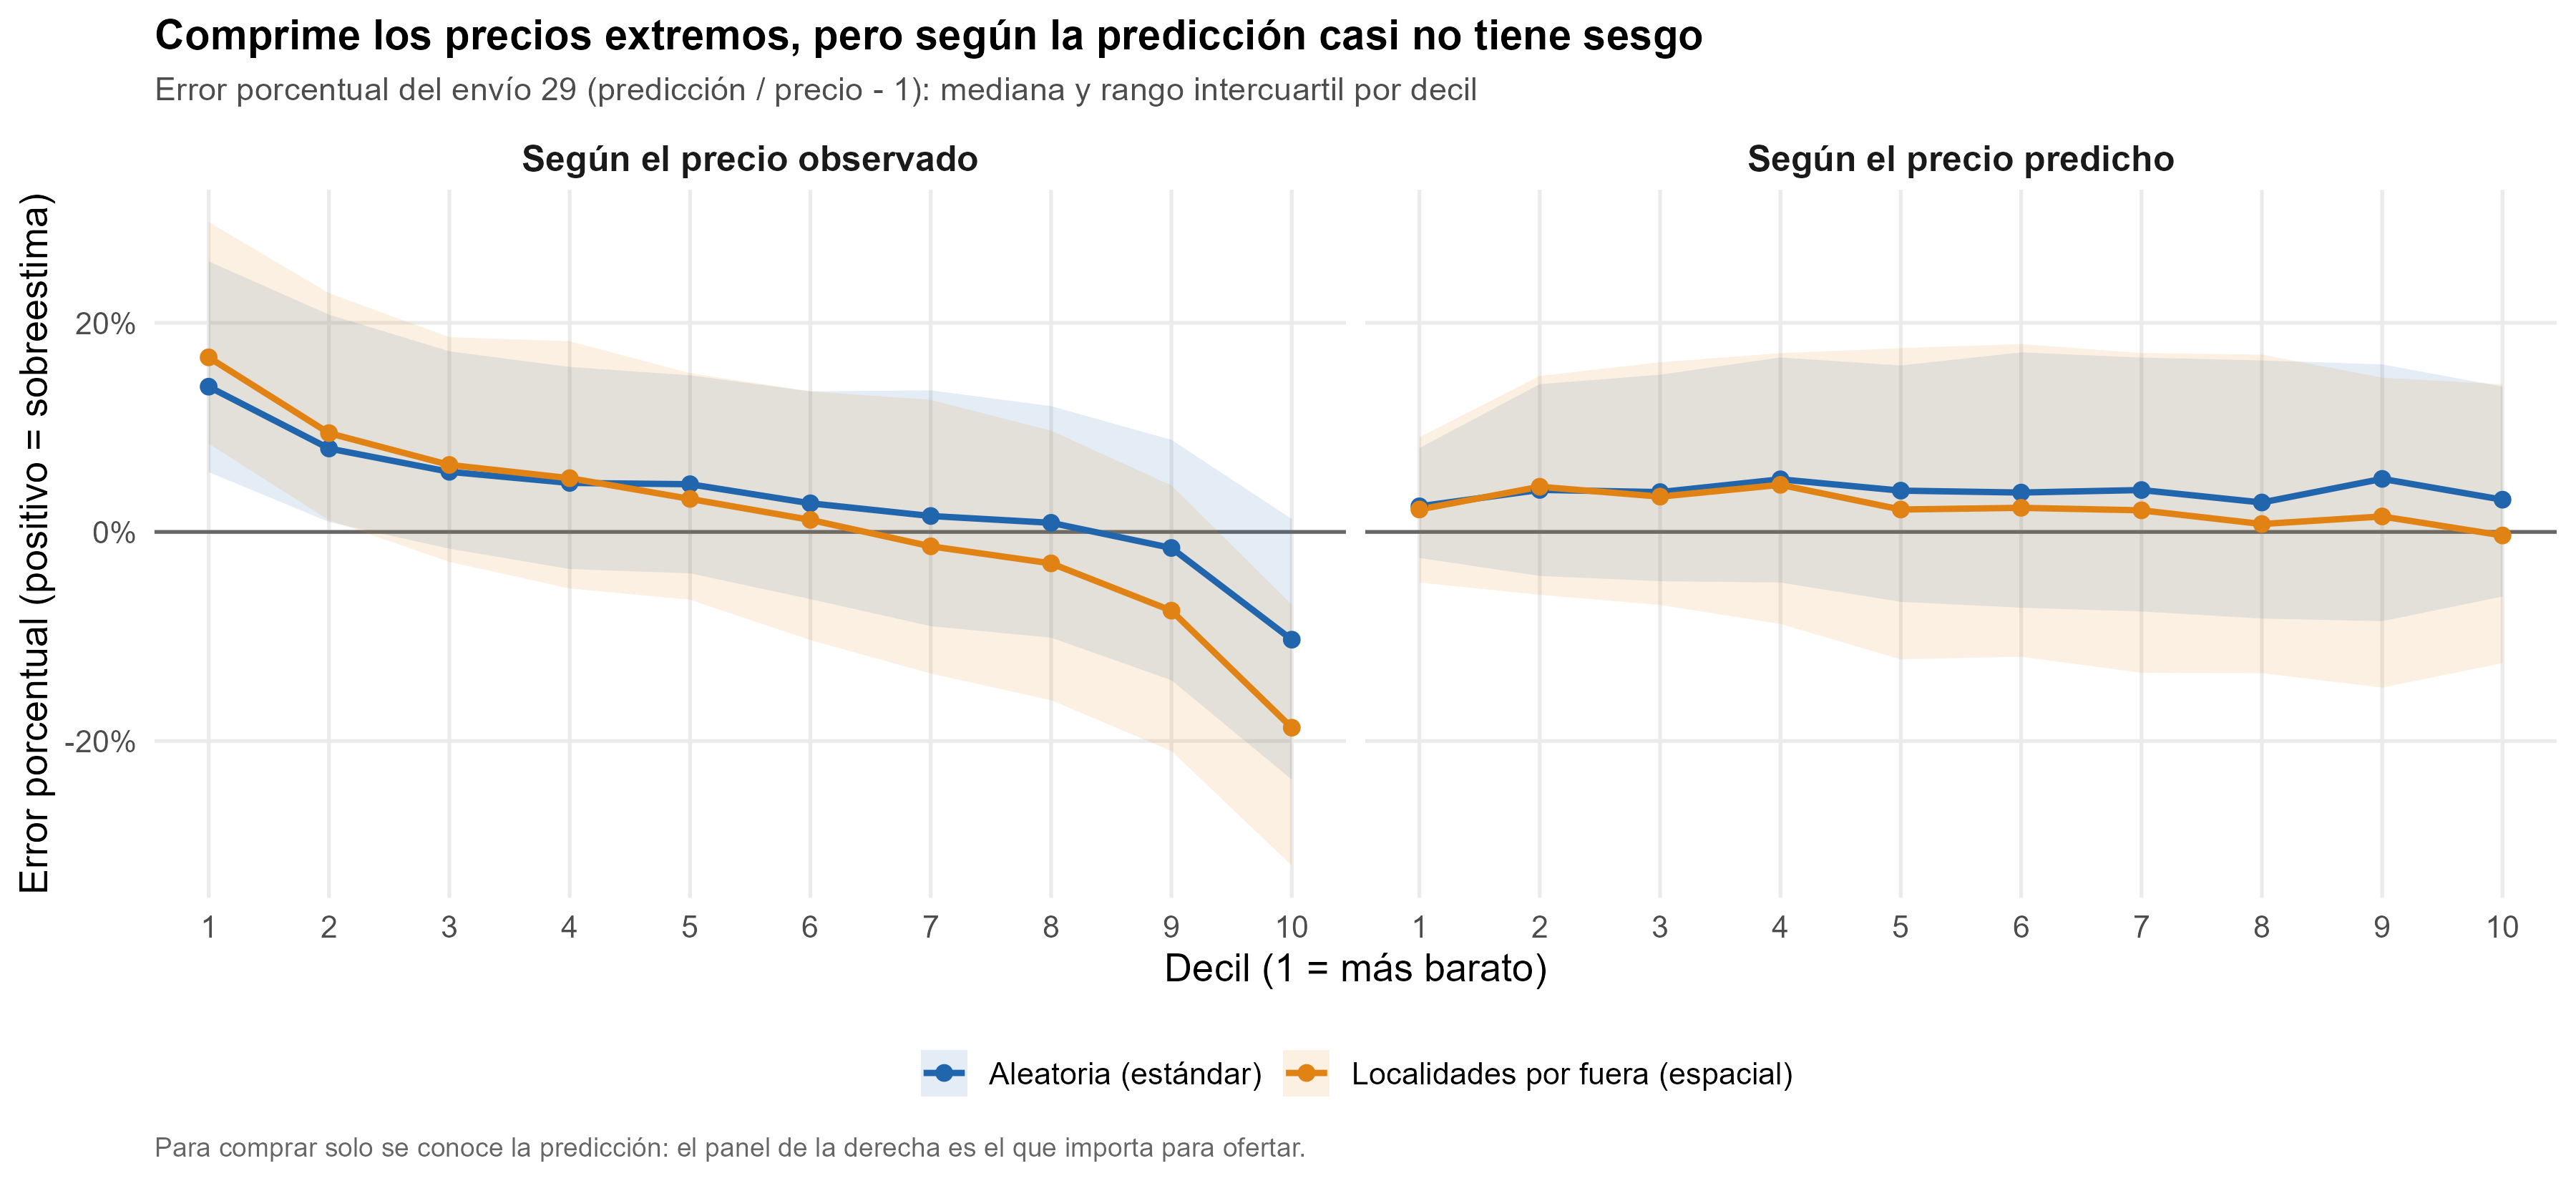 Comprime los precios extremos, pero según la predicción casi no tiene sesgo
Error porcentual del envío 29 (predicción / precio - 1): mediana y rango intercuartil por decil
Según el precio observado
Según el precio predicho
Error porcentual (positivo = sobreestima)
20%
0%
-20%
1 2 3 4 5 6 7 8 9 10
1 2 3 4 5 6 7 8 9 10
Decil (1 = más barato)
Aleatoria (estándar)
Localidades por fuera (espacial)
Para comprar solo se conoce la predicción: el panel de la derecha es el que importa para ofertar.